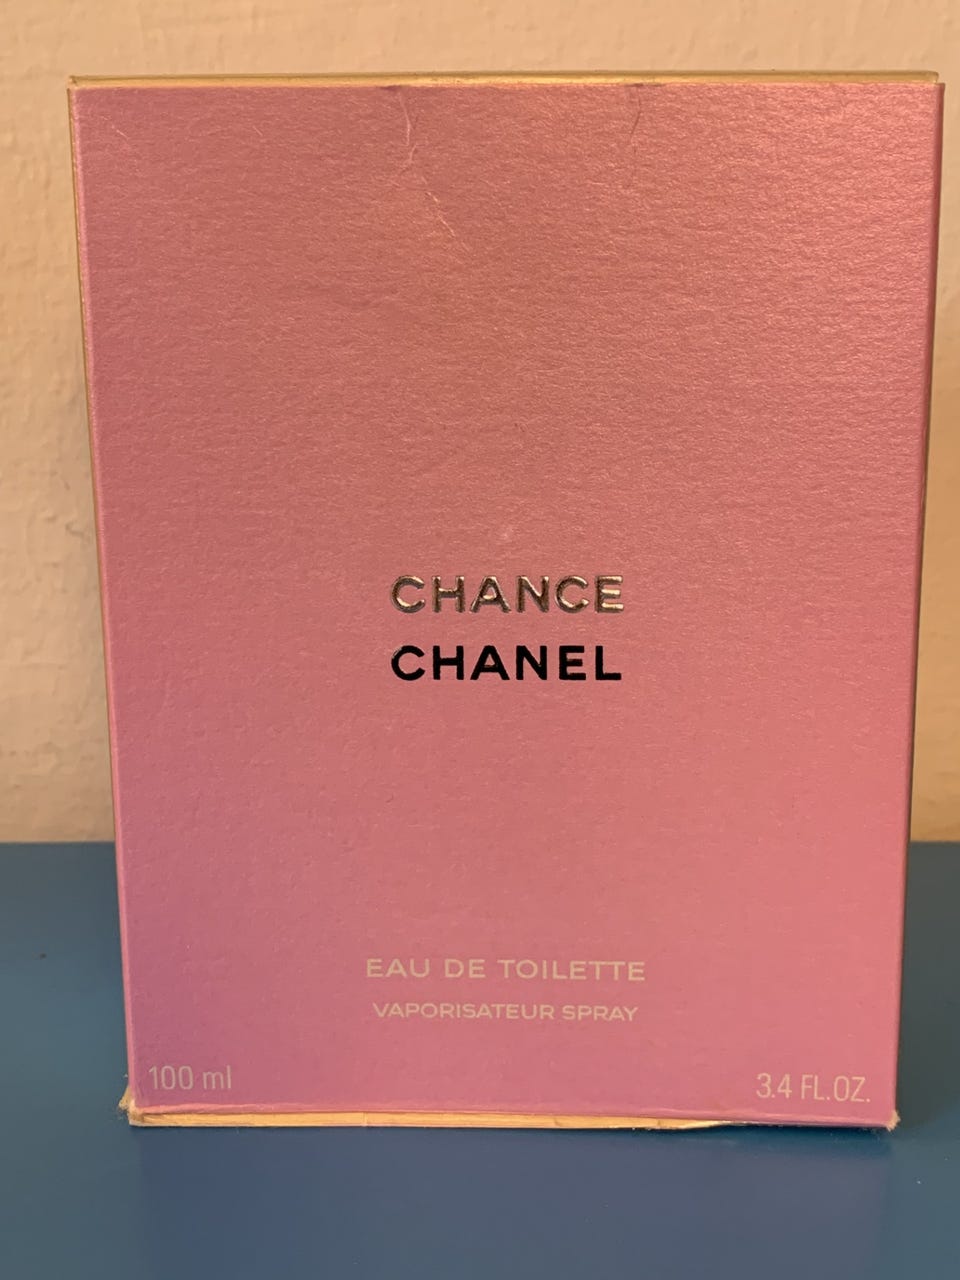 CHANCE
CHANEL
EAU DE TOILETTE
VAPORISATEUR SPRAY
100 ml
3.4 FL.OZ.